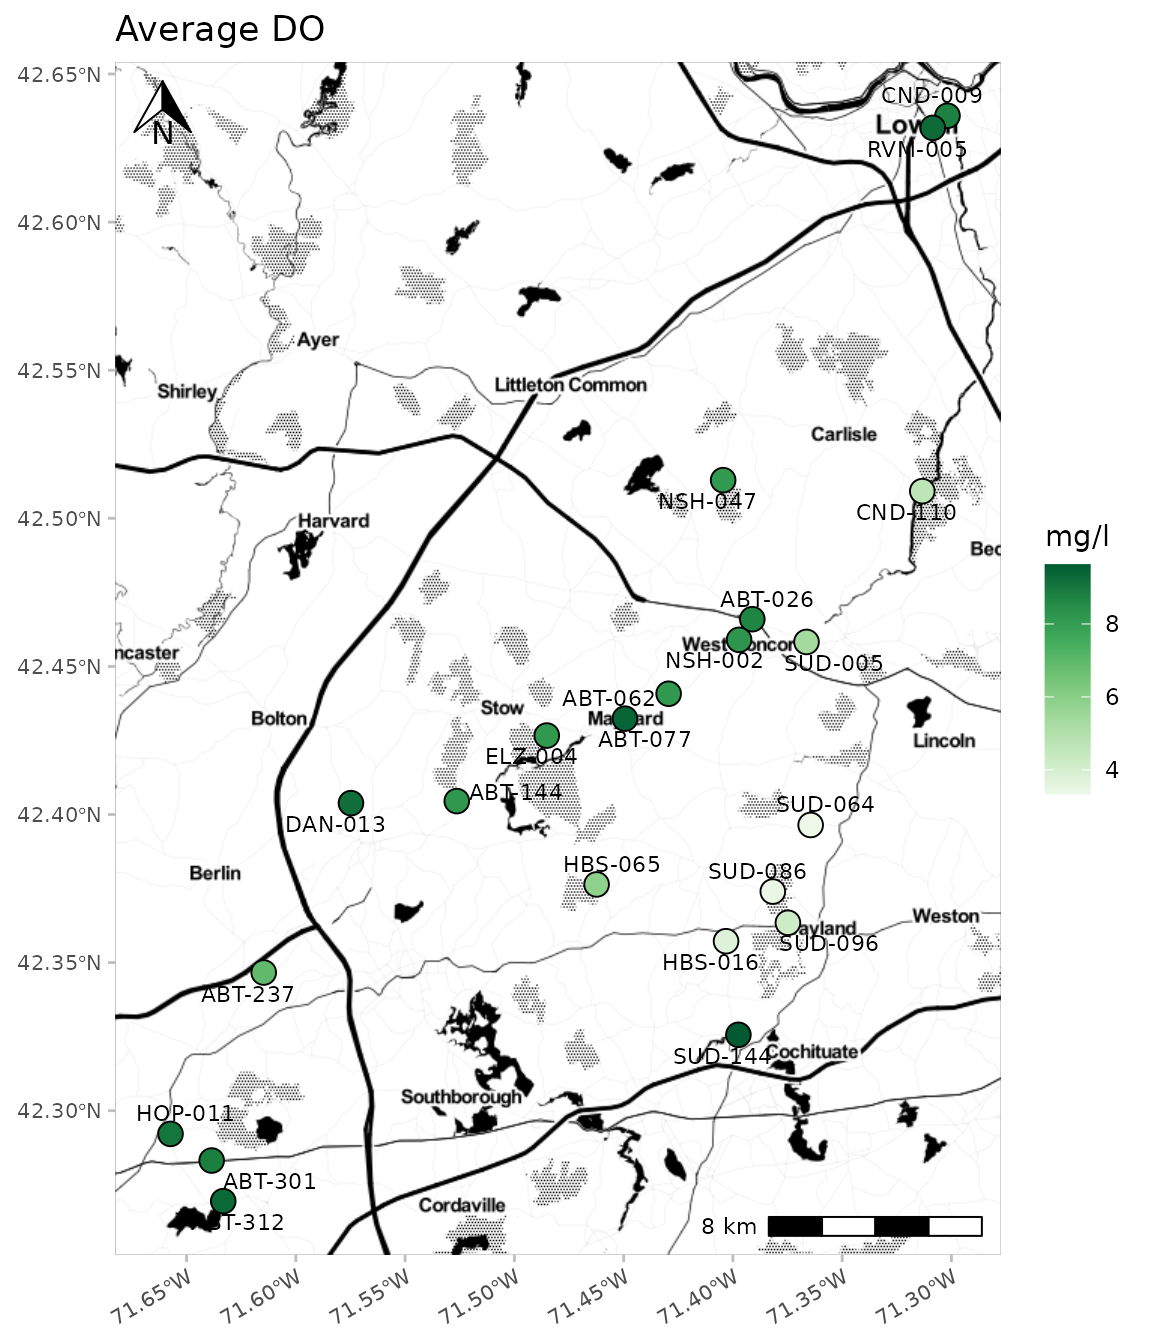 Average DO
42.65°N
42.60°N
42.55°N
42.50°N
42.45°N
42.40°N
42.35°N
42.30°N
N
CND-009
RVM-005
Ayer
Shirley
Littleton Common
Carlisle
NSH-047
CND-110
Harvard
Bed
ABT-026
West Concor
NSH-002
SUD-005
ncaster
ABT-062
Stow
Bolton
ABT-077
ELZ-004
Lincoln
ABT-144
DAN-013
SUD-064
HBS-065
SUD-086
Berlin
Weston
ayland
SUD-096
HBS-016
ABT-237
SUD-144
Cochituate
Southborough
HOP-011
ABT-301
BT-312
Cordaville
8 km
71.65°W
71.60°W
71.55°W
71.50°W
71.45°W
71.40°W
71.35°W
71.30°W
mg/l
8
6
4